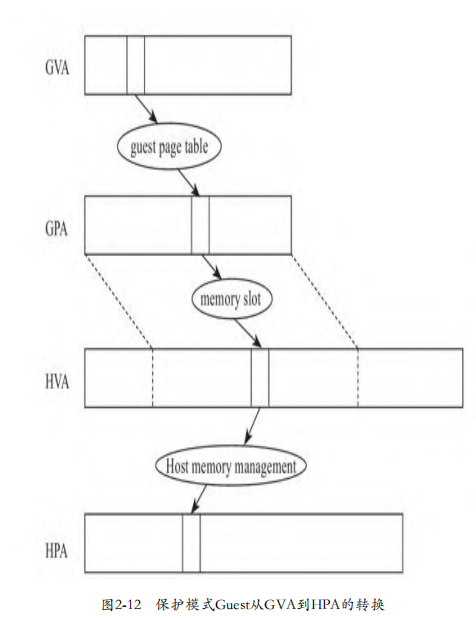 GVA
guest page table
GPA
memory slot
HVA
Host memory management
HPA
图2-12 保护模式Guest从GVA到HPA的转换